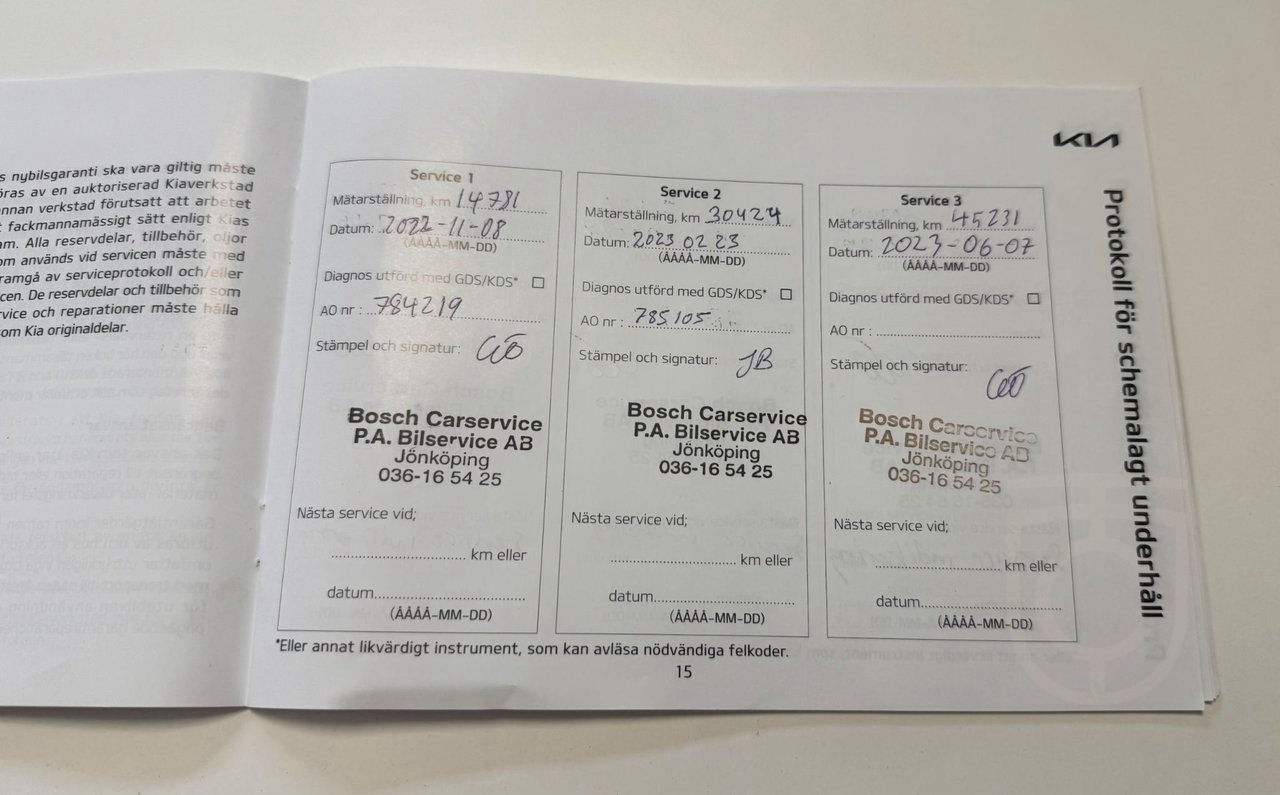 s nybilsgaranti ska vara giltig måste
öras av en auktoriserad Kiaverkstad
nnan verkstad förutsatt att arbetet
t fackmannamässigt sätt enligt Kias
am. Alla reservdelar, tillbehör, oljor
om används vid servicen måste med
ramgå av serviceprotokoll och/eller
cen. De reservdelar och tillbehör som
rvice och reparationer måste hålla
som Kia originaldelar.
KIA
Protokoll för schemalagt underhåll
Service 1
Mätarställning, km 14781
Datum: 2022-11-08
(ÅÅÅÅ-MM-DD)
Diagnos utförd med GDS/KDS*
AO nr : 784219
Stämpel och signatur:
Bosch Carservice
P.A. Bilservice AB
Jönköping
036-16 54 25
Nästa service vid;
km eller
datum
(ÅÅÅÅ-MM-DD)
Service 2
Mätarställning, km 30424
Datum: 2023 02 23
(ÅÅÅÅ-MM-DD)
Diagnos utförd med GDS/KDS*
AO nr : 785105
Stämpel och signatur: JB
Bosch Carservice
P.A. Bilservice AB
Jönköping
036-16 54 25
Nästa service vid;
km eller
datum
(ÅÅÅÅ-MM-DD)
Service 3
Mätarställning, km 45231
Datum: 2023-06-07
(ÅÅÅÅ-MM-DD)
Diagnos utförd med GDS/KDS*
AO nr :
Stämpel och signatur:
Bosch Carservice
P.A. Bilservice AB
Jönköping
036-16 54 25
Nästa service vid;
km eller
datum
(ÅÅÅÅ-MM-DD)
*Eller annat likvärdigt instrument, som kan avläsa nödvändiga felkoder.
15